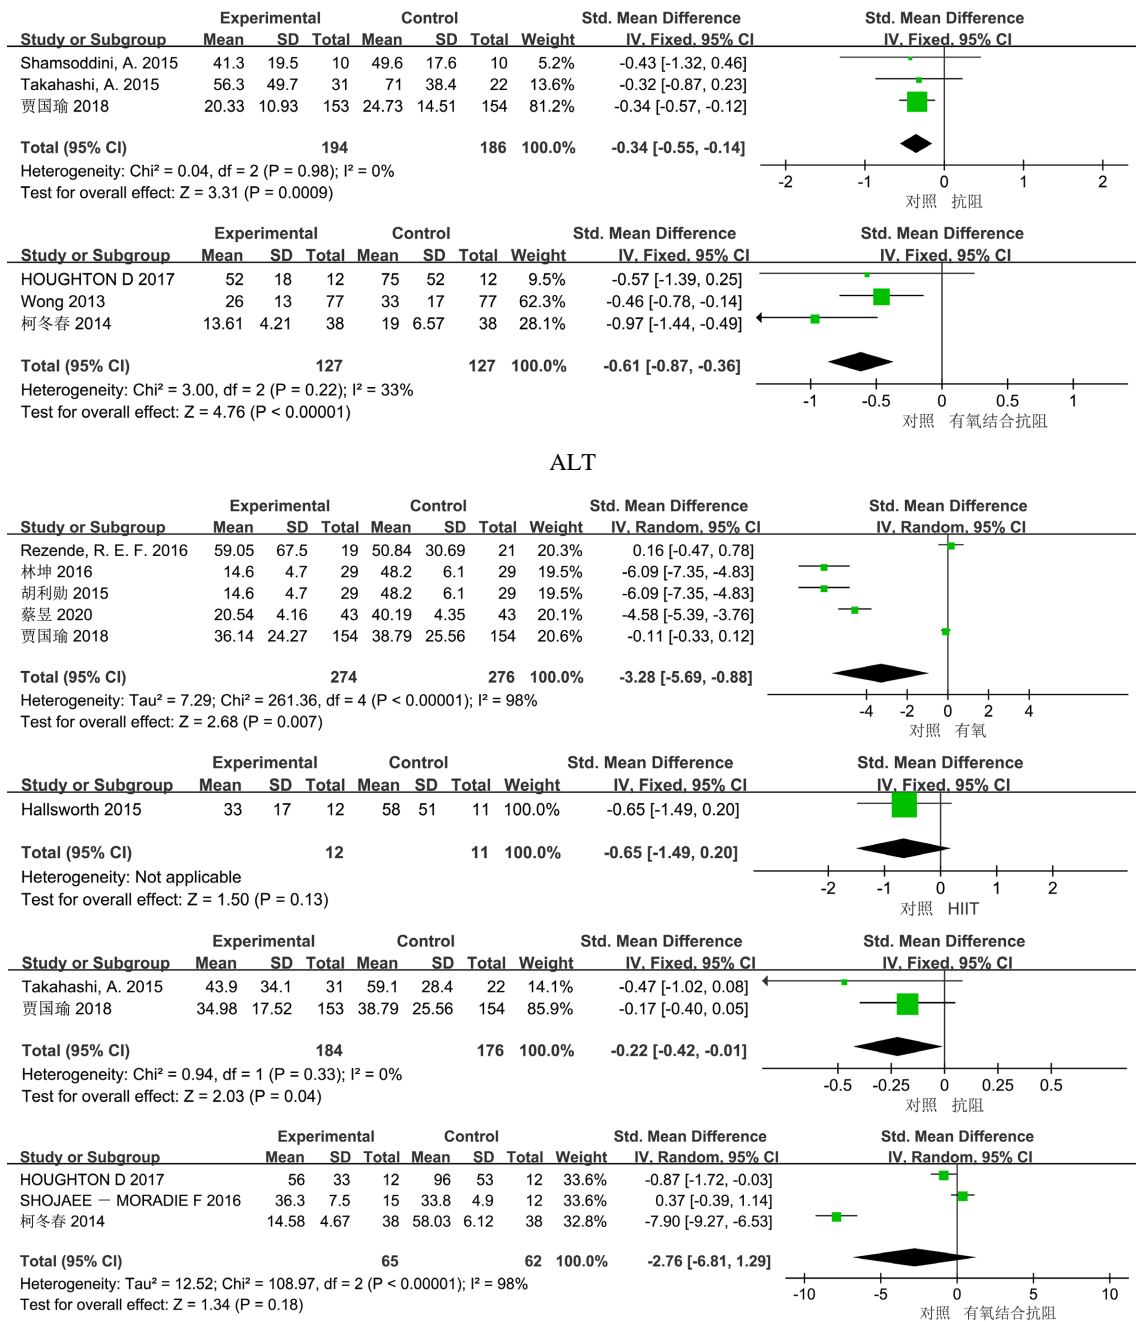 Experimental Control Std. Mean Difference Std. Mean Difference
Study or Subgroup Mean SD Total Mean SD Total Weight IV, Fixed, 95% CI IV, Fixed, 95% CI
Shamsoddini, A. 2015 41.3 19.5 10 49.6 17.6 10 5.2% -0.43 [-1.32, 0.46]
Takahashi, A. 2015 56.3 49.7 31 71 38.4 22 13.6% -0.32 [-0.87, 0.23]
贾国瑜 2018 20.33 10.93 153 24.73 14.51 154 81.2% -0.34 [-0.57, -0.12]
Total (95% CI) 194 186 100.0% -0.34 [-0.55, -0.14]
Heterogeneity: Chi² = 0.04, df = 2 (P = 0.98); I² = 0%
Test for overall effect: Z = 3.31 (P = 0.0009)
-2 -1 0 1 2
对照 抗阻
Experimental Control Std. Mean Difference Std. Mean Difference
Study or Subgroup Mean SD Total Mean SD Total Weight IV, Fixed, 95% CI IV, Fixed, 95% CI
HOUGHTON D 2017 52 18 12 75 52 12 9.5% -0.57 [-1.39, 0.25]
Wong 2013 26 13 77 33 17 77 62.3% -0.46 [-0.78, -0.14]
柯冬春 2014 13.61 4.21 38 19 6.57 38 28.1% -0.97 [-1.44, -0.49]
Total (95% CI) 127 127 100.0% -0.61 [-0.87, -0.36]
Heterogeneity: Chi² = 3.00, df = 2 (P = 0.22); I² = 33%
Test for overall effect: Z = 4.76 (P < 0.00001)
-1 -0.5 0 0.5 1
对照 有氧结合抗阻
ALT
Experimental Control Std. Mean Difference Std. Mean Difference
Study or Subgroup Mean SD Total Mean SD Total Weight IV, Random, 95% CI IV, Random, 95% CI
Rezende, R. E. F. 2016 59.05 67.5 19 50.84 30.69 21 20.3% 0.16 [-0.47, 0.78]
林坤 2016 14.6 4.7 29 48.2 6.1 29 19.5% -6.09 [-7.35, -4.83]
胡利勋 2015 14.6 4.7 29 48.2 6.1 29 19.5% -6.09 [-7.35, -4.83]
蔡昱 2020 20.54 4.16 43 40.19 4.35 43 20.1% -4.58 [-5.39, -3.76]
贾国瑜 2018 36.14 24.27 154 38.79 25.56 154 20.6% -0.11 [-0.33, 0.12]
Total (95% CI) 274 276 100.0% -3.28 [-5.69, -0.88]
Heterogeneity: Tau² = 7.29; Chi² = 261.36, df = 4 (P < 0.00001); I² = 98%
Test for overall effect: Z = 2.68 (P = 0.007)
-4 -2 0 2 4
对照 有氧
Experimental Control Std. Mean Difference Std. Mean Difference
Study or Subgroup Mean SD Total Mean SD Total Weight IV, Fixed, 95% CI IV, Fixed, 95% CI
Hallsworth 2015 33 17 12 58 51 11 100.0% -0.65 [-1.49, 0.20]
Total (95% CI) 12 11 100.0% -0.65 [-1.49, 0.20]
Heterogeneity: Not applicable
Test for overall effect: Z = 1.50 (P = 0.13)
-2 -1 0 1 2
对照 HIIT
Experimental Control Std. Mean Difference Std. Mean Difference
Study or Subgroup Mean SD Total Mean SD Total Weight IV, Fixed, 95% CI IV, Fixed, 95% CI
Takahashi, A. 2015 43.9 34.1 31 59.1 28.4 22 14.1% -0.47 [-1.02, 0.08]
贾国瑜 2018 34.98 17.52 153 38.79 25.56 154 85.9% -0.17 [-0.40, 0.05]
Total (95% CI) 184 176 100.0% -0.22 [-0.42, -0.01]
Heterogeneity: Chi² = 0.94, df = 1 (P = 0.33); I² = 0%
Test for overall effect: Z = 2.03 (P = 0.04)
-0.5 -0.25 0 0.25 0.5
对照 抗阻
Experimental Control Std. Mean Difference Std. Mean Difference
Study or Subgroup Mean SD Total Mean SD Total Weight IV, Random, 95% CI IV, Random, 95% CI
HOUGHTON D 2017 56 33 12 96 53 12 33.6% -0.87 [-1.72, -0.03]
SHOJAEE － MORADIE F 2016 36.3 7.5 15 33.8 4.9 12 33.6% 0.37 [-0.39, 1.14]
柯冬春 2014 14.58 4.67 38 58.03 6.12 38 32.8% -7.90 [-9.27, -6.53]
Total (95% CI) 65 62 100.0% -2.76 [-6.81, 1.29]
Heterogeneity: Tau² = 12.52; Chi² = 108.97, df = 2 (P < 0.00001); I² = 98%
Test for overall effect: Z = 1.34 (P = 0.18)
-10 -5 0 5 10
对照 有氧结合抗阻